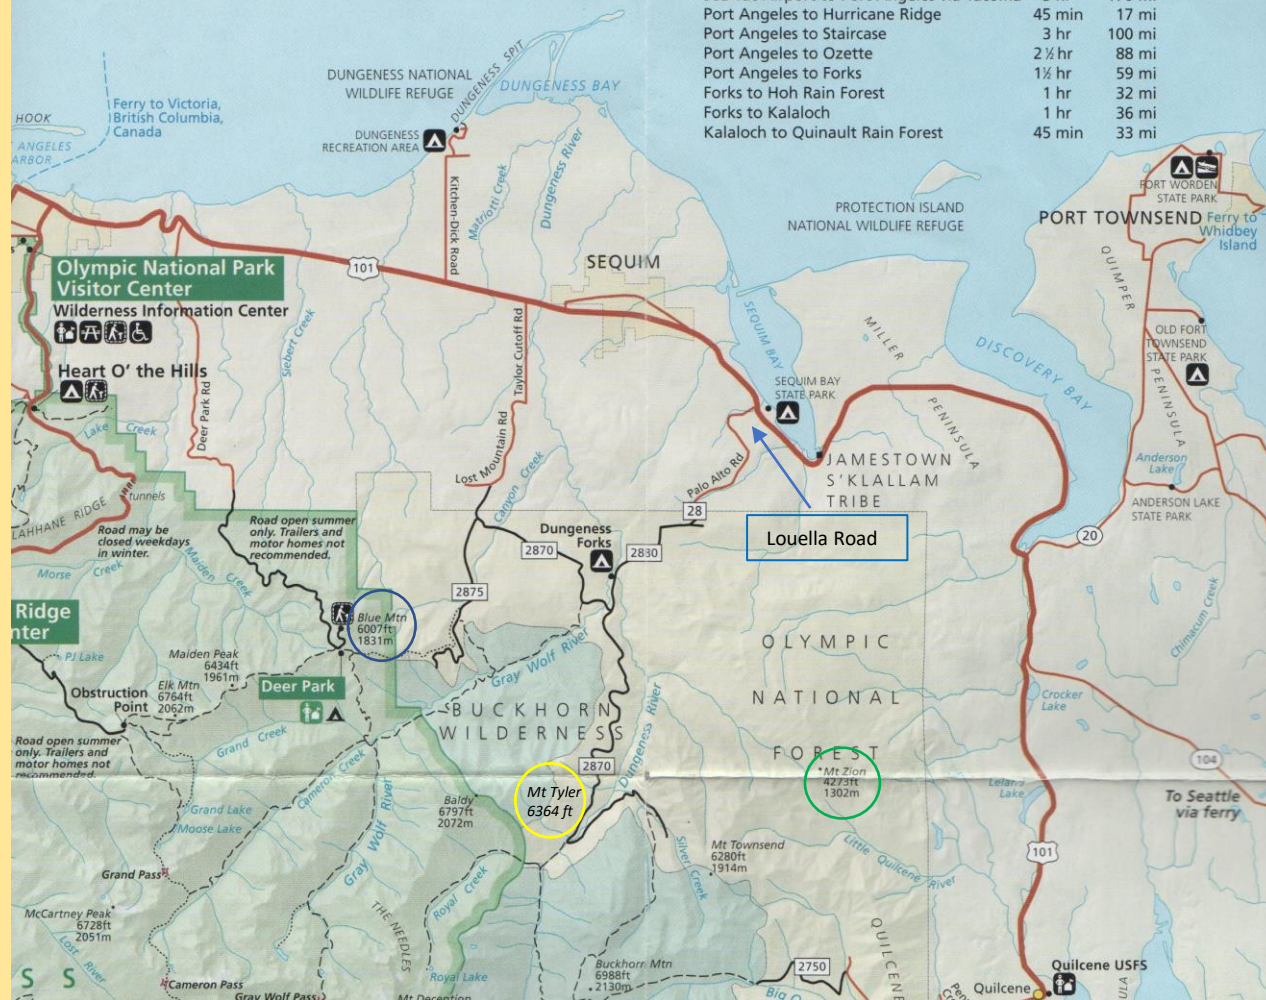 Port Angeles to Hurricane Ridge 45 min 17 mi
Port Angeles to Staircase 3 hr 100 mi
Port Angeles to Ozette 2 ½ hr 88 mi
Port Angeles to Forks 1½ hr 59 mi
Forks to Hoh Rain Forest 1 hr 32 mi
Forks to Kalaloch 1 hr 36 mi
Kalaloch to Quinault Rain Forest 45 min 33 mi
DUNGENESS NATIONAL
WILDLIFE REFUGE
DUNGENESS SPIT
DUNGENESS BAY
Ferry to Victoria,
British Columbia,
Canada
HOOK
ANGELES
ARBOR
DUNGENESS
RECREATION AREA
Kitchen-Dick Road
Matriotti Creek
Dungeness River
PROTECTION ISLAND
NATIONAL WILDLIFE REFUGE
FORT WORDEN
STATE PARK
PORT TOWNSEND
Ferry to
Whidbey
Island
QUIMPER
PENINSULA
SEQUIM
101
Olympic National Park
Visitor Center
Wilderness Information Center
Heart O' the Hills
Siebert Creek
Taylor Cutoff Rd
SEQUIM BAY
MILLER
PENINSULA
DISCOVERY BAY
OLD FORT
TOWNSEND
STATE PARK
SEQUIM BAY
STATE PARK
Deer Park Rd
Lake Creek
Lost Mountain Rd
Canyon Creek
Palo Alto Rd
JAMESTOWN
S'KLALLAM
TRIBE
Anderson
Lake
ANDERSON LAKE
STATE PARK
tunnels
LAHHANE RIDGE
Road may be
closed weekdays
in winter.
Road open summer
only. Trailers and
motor homes not
recommended.
28
Louella Road
20
Dungeness
Forks
2870
2880
2875
Morse Creek
Maiden Creek
Chimacum Creek
Ridge
nter
Blue Mtn
6007ft
1831m
PJ Lake
Maiden Peak
6434ft
1961m
Elk Mtn
6764ft
2062m
Obstruction
Point
Deer Park
Gray Wolf River
OLYMPIC
NATIONAL
FOREST
Crocker
Lake
BUCKHORN
WILDERNESS
Road open summer
only. Trailers and
motor homes not
recommended.
Grand Creek
Cameron Creek
2870
Dungeness River
Mt Zion
4273ft
1302m
104
To Seattle
via ferry
Mt Tyler
6364 ft
Baldy
6797ft
2072m
Grand Lake
Moose Lake
Gray Wolf River
Leland
Lake
101
Mt Townsend
6280ft
1914m
Silver Creek
Little Quilcene River
Grand Pass
Royal Creek
McCartney Peak
6728ft
2051m
Lost River
THE NEEDLES
QUILCENE
S S
Cameron Pass
Gray Wolf Pass
Royal Lake
Mt Deception
Buckhorn Mtn
6988ft
2130m
2750
Quilcene USFS
Quilcene